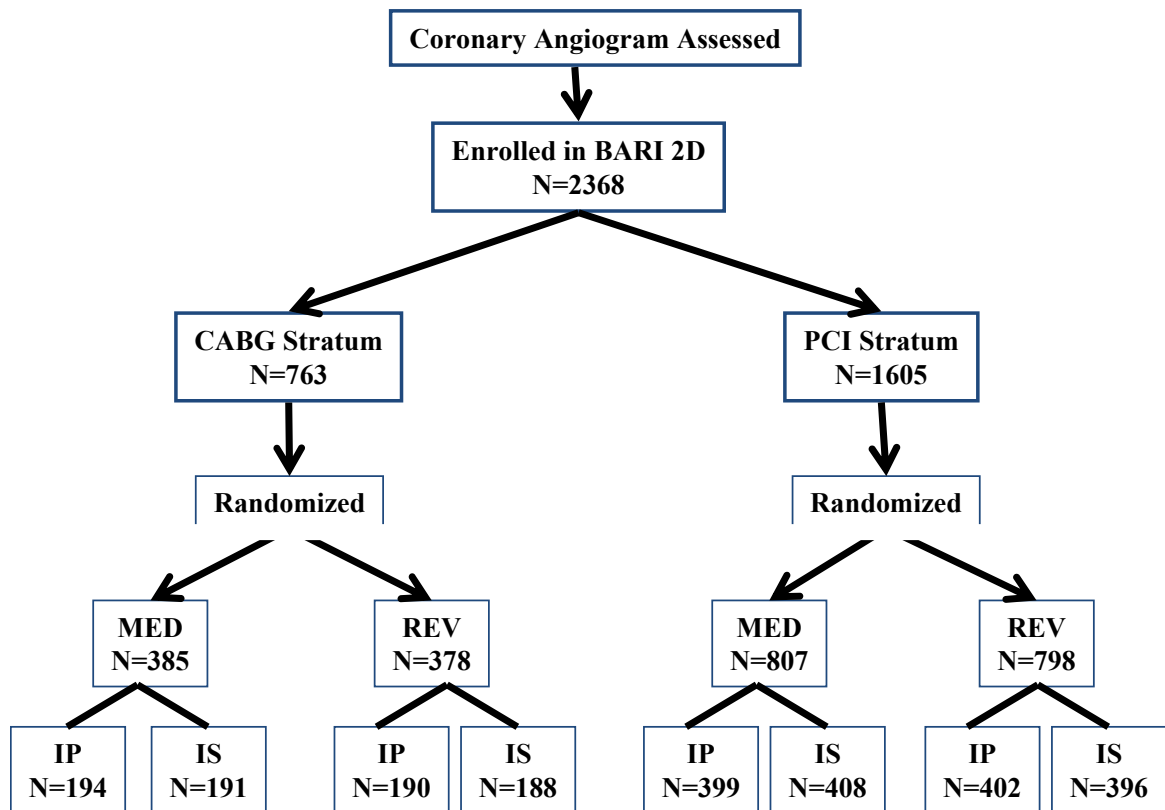 Coronary Angiogram Assessed
Enrolled in BARI 2D
N=2368
CABG Stratum
N=763
PCI Stratum
N=1605
Randomized
Randomized
MED
N=385
REV
N=378
MED
N=807
REV
N=798
IP
N=194
IS
N=191
IP
N=190
IS
N=188
IP
N=399
IS
N=408
IP
N=402
IS
N=396